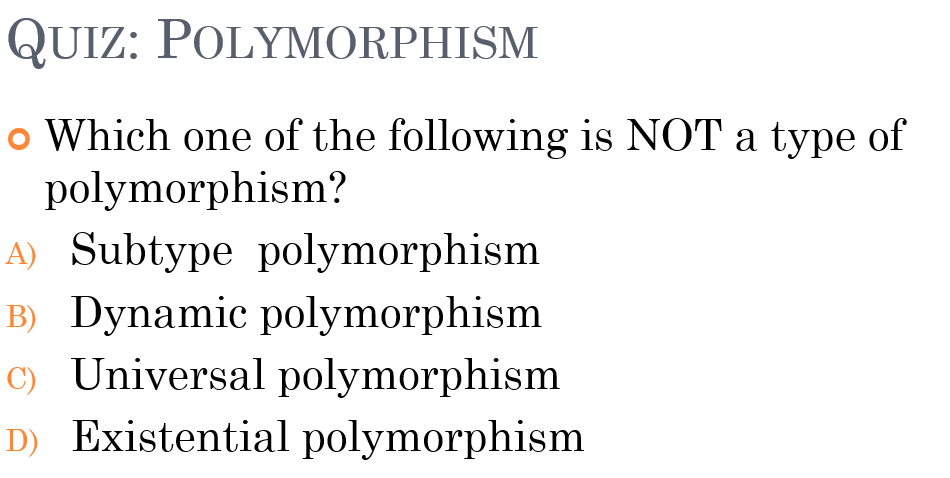 QUIZ: POLYMORPHISM
Which one of the following is NOT a type of
polymorphism?
A) Subtype polymorphism
B) Dynamic polymorphism
C) Universal polymorphism
D) Existential polymorphism